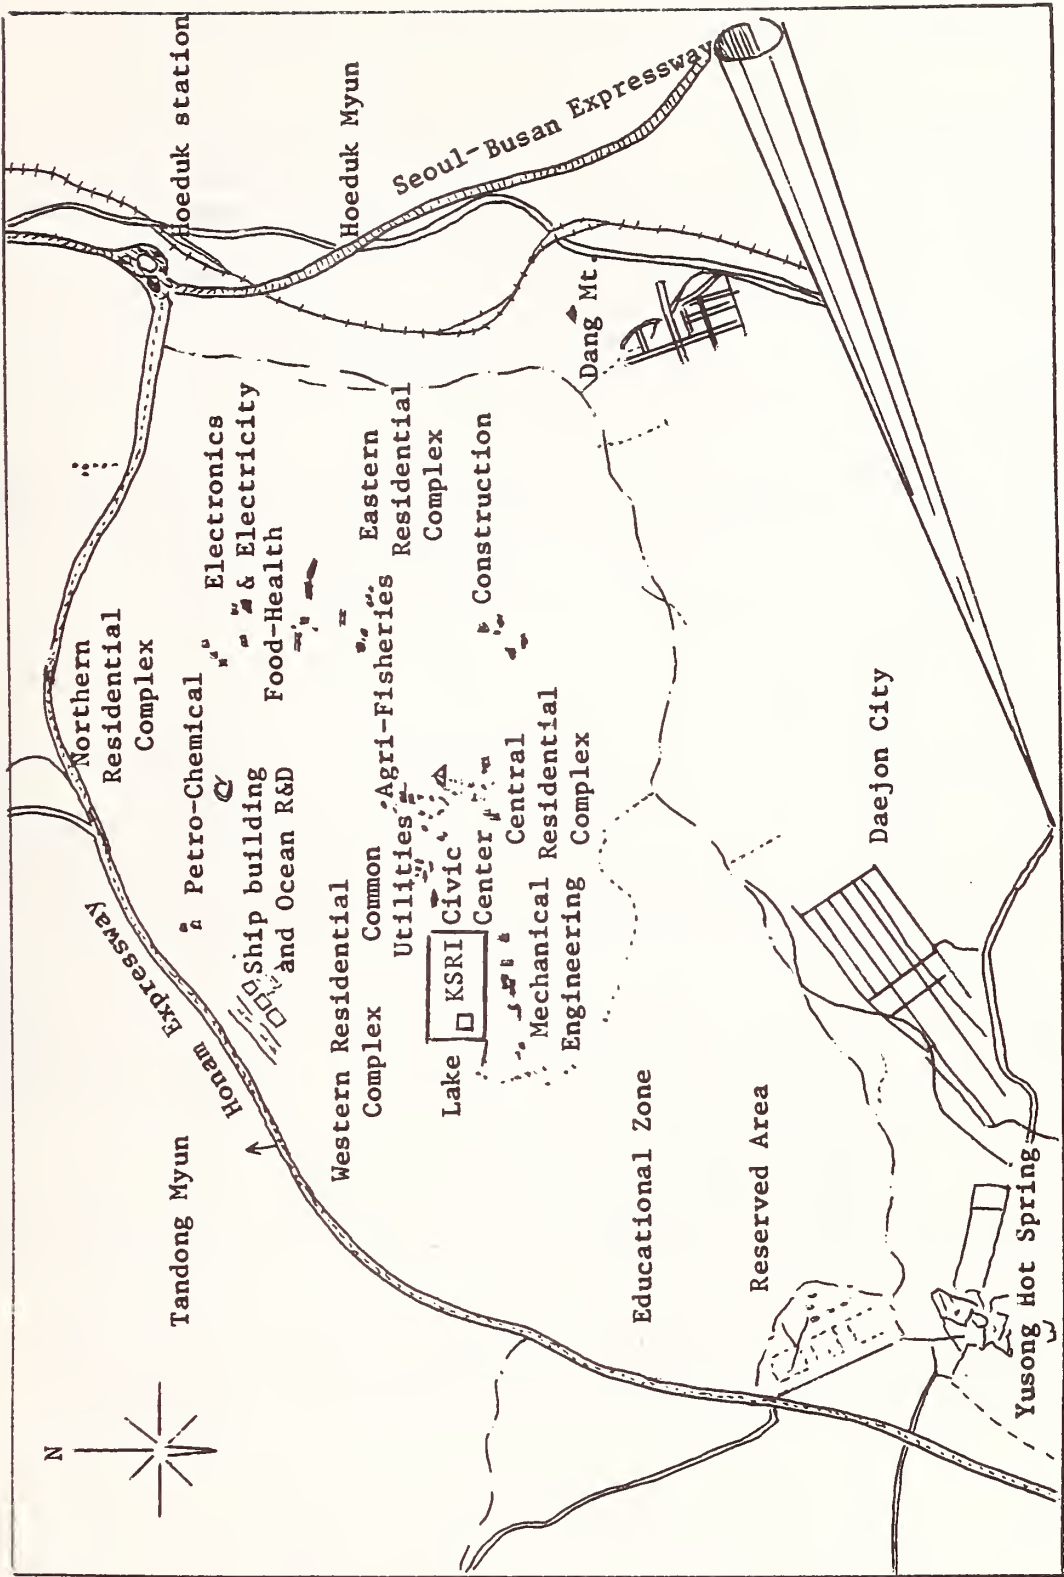 N
Tandong Myun
Honam Expressway
Northern
Residential
Complex
Hoeduk station
Hoeduk Myun
Seoul-Busan Expressway
Petro-Chemical
Electronics
& Electricity
Food-Health
Ship building
and Ocean R&D
Western Residential
Complex
Common
Utilities
Agri-Fisheries
Eastern
Residential
Complex
Lake
KSRI
Civic
Center
Construction
Central
Residential
Complex
Mechanical
Engineering
Dang Mt.
Educational Zone
Reserved Area
Daejon City
Yusong Hot Spring